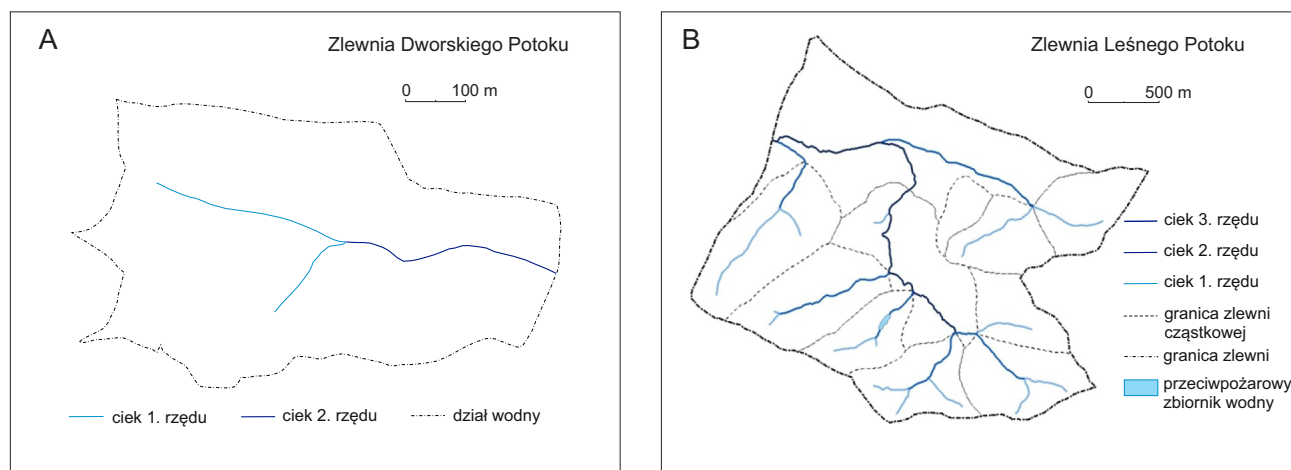 A
Zlewnia Dworskiego Potoku
0 100 m
ciek 1. rzędu
ciek 2. rzędu
dział wodny
B
Zlewnia Leśnego Potoku
0 500 m
ciek 3. rzędu
ciek 2. rzędu
ciek 1. rzędu
granica zlewni
cząstkowej
granica zlewni
przeciwpożarowy
zbiornik wodny